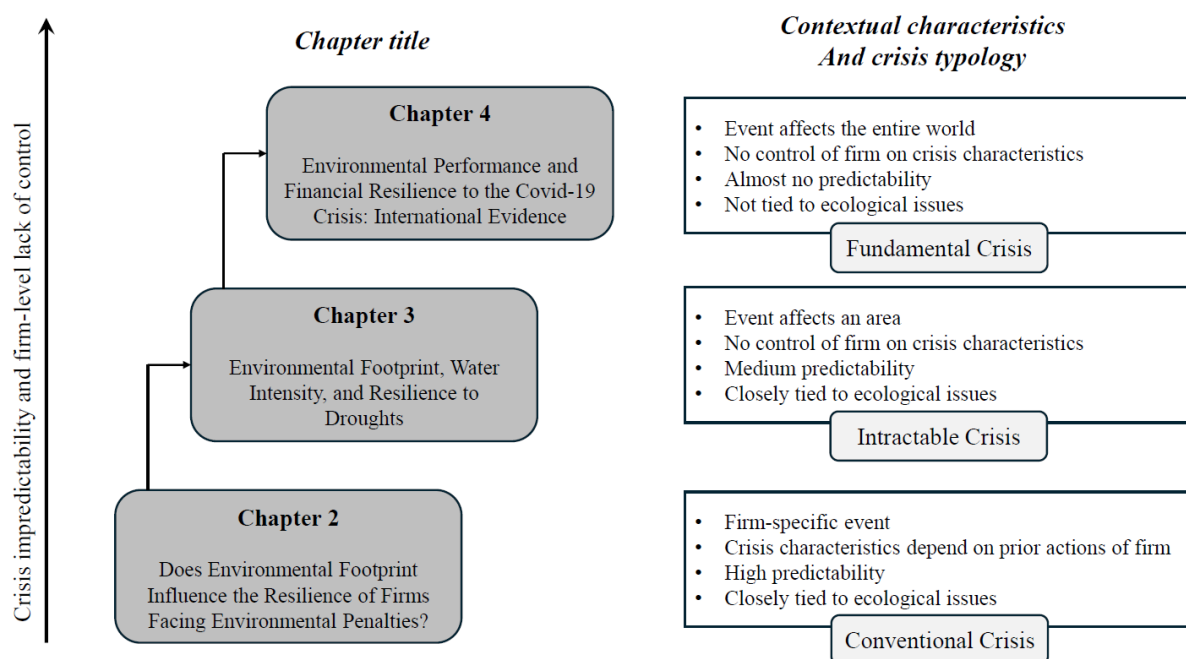 Crisis impredictability and firm-level lack of control
Chapter title
Contextual characteristics
And crisis typology
Chapter 4
Environmental Performance and
Financial Resilience to the Covid-19
Crisis: International Evidence
• Event affects the entire world
• No control of firm on crisis characteristics
• Almost no predictability
• Not tied to ecological issues
Fundamental Crisis
Chapter 3
Environmental Footprint, Water
Intensity, and Resilience to
Droughts
• Event affects an area
• No control of firm on crisis characteristics
• Medium predictability
• Closely tied to ecological issues
Intractable Crisis
Chapter 2
Does Environmental Footprint
Influence the Resilience of Firms
Facing Environmental Penalties?
• Firm-specific event
• Crisis characteristics depend on prior actions of firm
• High predictability
• Closely tied to ecological issues
Conventional Crisis